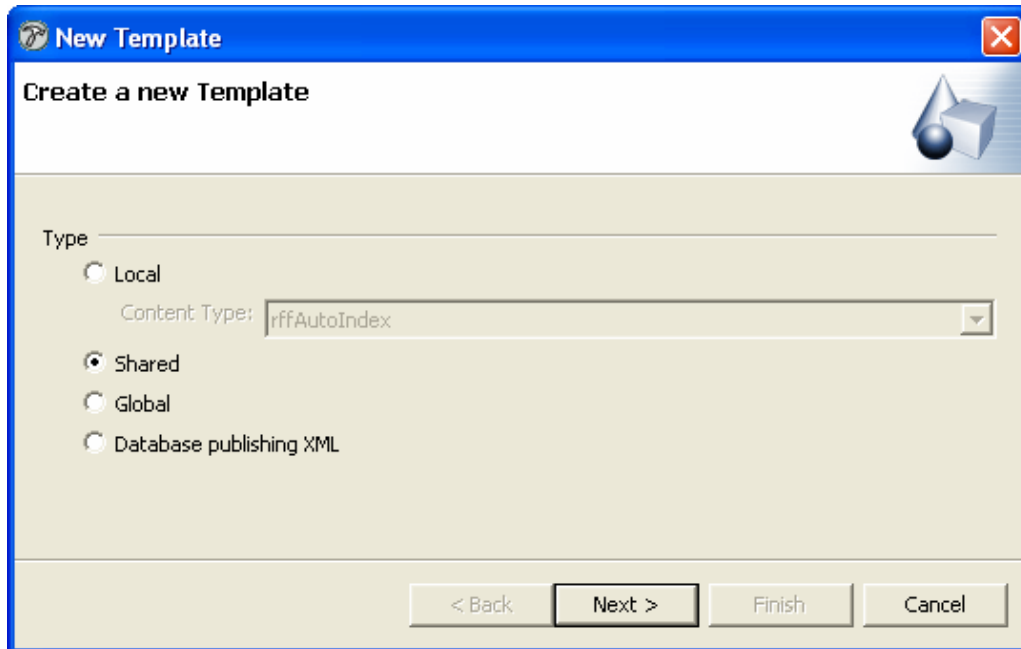 New Template
Create a new Template
Type
Local
Content Type: rffAutoIndex
Shared
Global
Database publishing XML
< Back Next > Finish Cancel